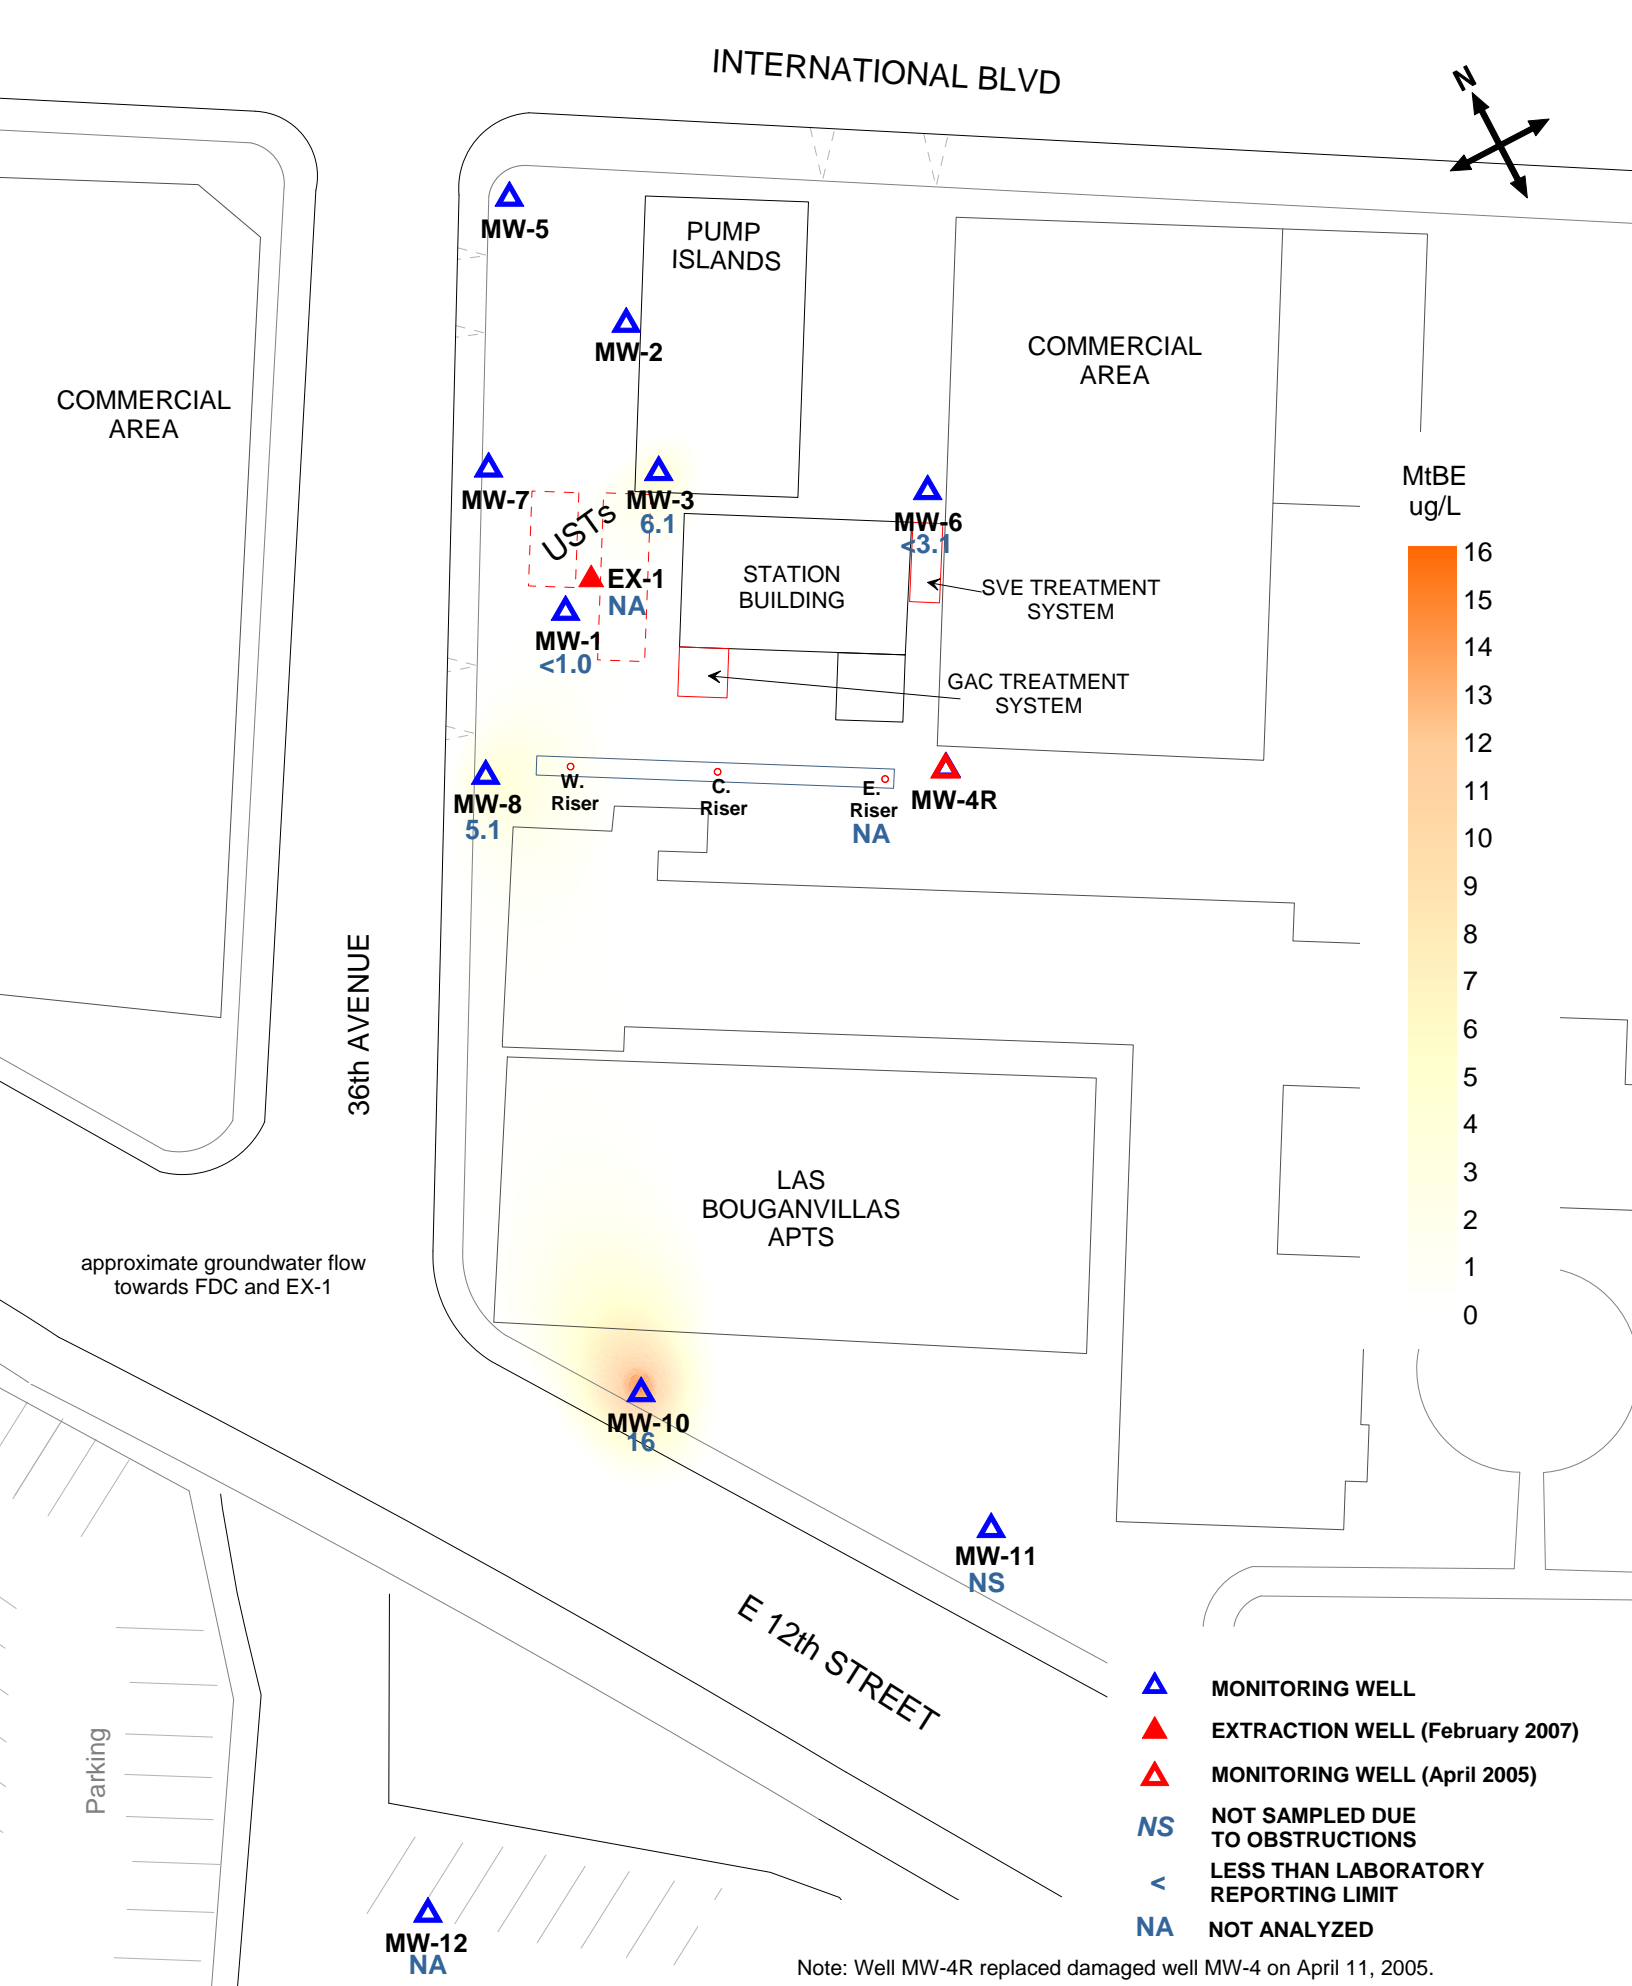 INTERNATIONAL BLVD
N
MW-5
PUMP
ISLANDS
MW-2
COMMERCIAL
AREA
COMMERCIAL
AREA
MW-7
MW-3
6.1
USTs
MW-6
<3.1
EX-1
NA
MW-1
<1.0
STATION
BUILDING
SVE TREATMENT
SYSTEM
GAC TREATMENT
SYSTEM
MW-8
5.1
W.
Riser
C.
Riser
E.
Riser
NA
MW-4R
MtBE
ug/L
16
15
14
13
12
11
10
9
8
7
6
5
4
3
2
1
0
36th AVENUE
LAS
BOUGANVILLAS
APTS
approximate groundwater flow
towards FDC and EX-1
MW-10
16
MW-11
NS
E 12th STREET
Parking
MW-12
NA
MONITORING WELL
EXTRACTION WELL (February 2007)
MONITORING WELL (April 2005)
NS NOT SAMPLED DUE
TO OBSTRUCTIONS
< LESS THAN LABORATORY
REPORTING LIMIT
NA NOT ANALYZED
Note: Well MW-4R replaced damaged well MW-4 on April 11, 2005.